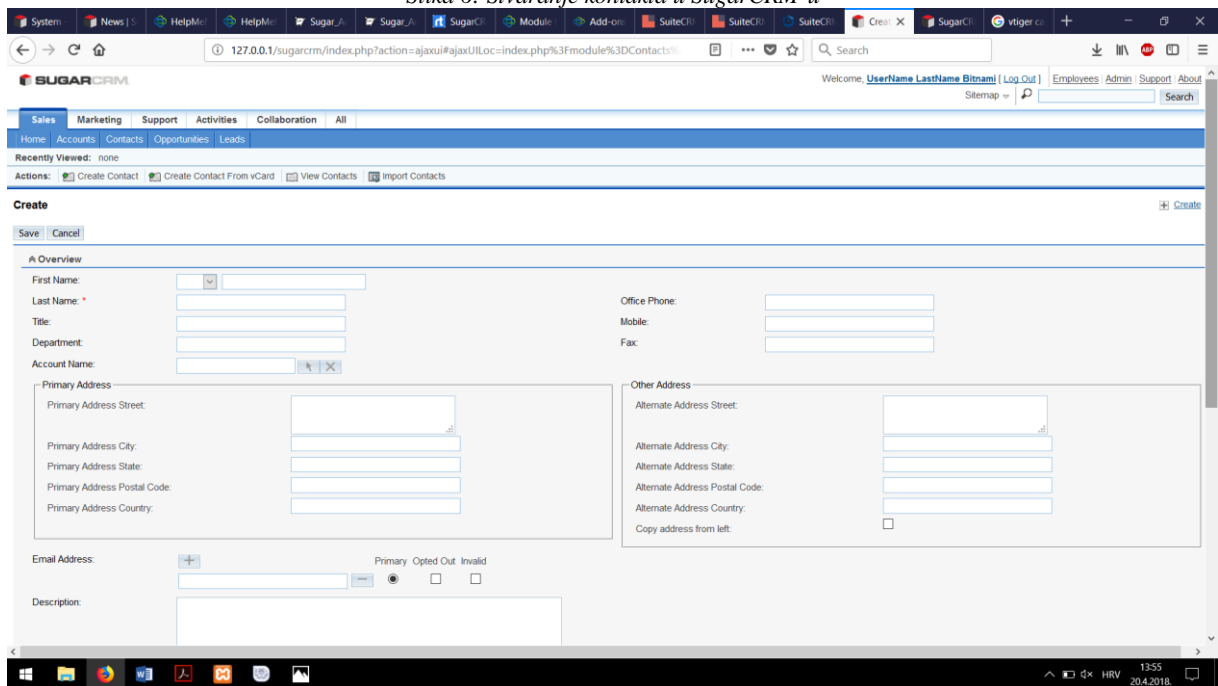 Slika 8. Stvaranje kontakta u SugarCRM-u
System - News | S HelpMe HelpMe Sugar_A Sugar_A SugarCR Module Add-on SuiteCR SuiteCR SuiteCR Creat SugarCR vtiger ca
127.0.0.1/sugarcrm/index.php?action=ajaxui#ajaxUILoc=index.php%3Fmodule%3DContacts% Search
SUGARCRM Welcome, UserName LastName Bitnami [ Log Out ] Employees Admin Support About
Sitemap Search
Sales Marketing Support Activities Collaboration All
Home Accounts Contacts Opportunities Leads
Recently Viewed: none
Actions: Create Contact Create Contact From vCard View Contacts Import Contacts
Create Create
Save Cancel
Overview
First Name:
Last Name: * Office Phone:
Title: Mobile:
Department: Fax:
Account Name:
Primary Address Other Address
Primary Address Street: Alternate Address Street:
Primary Address City: Alternate Address City:
Primary Address State: Alternate Address State:
Primary Address Postal Code: Alternate Address Postal Code:
Primary Address Country: Alternate Address Country:
Copy address from left:
Email Address: Primary Opted Out Invalid
Description:
HRV 13:55
20.4.2018.